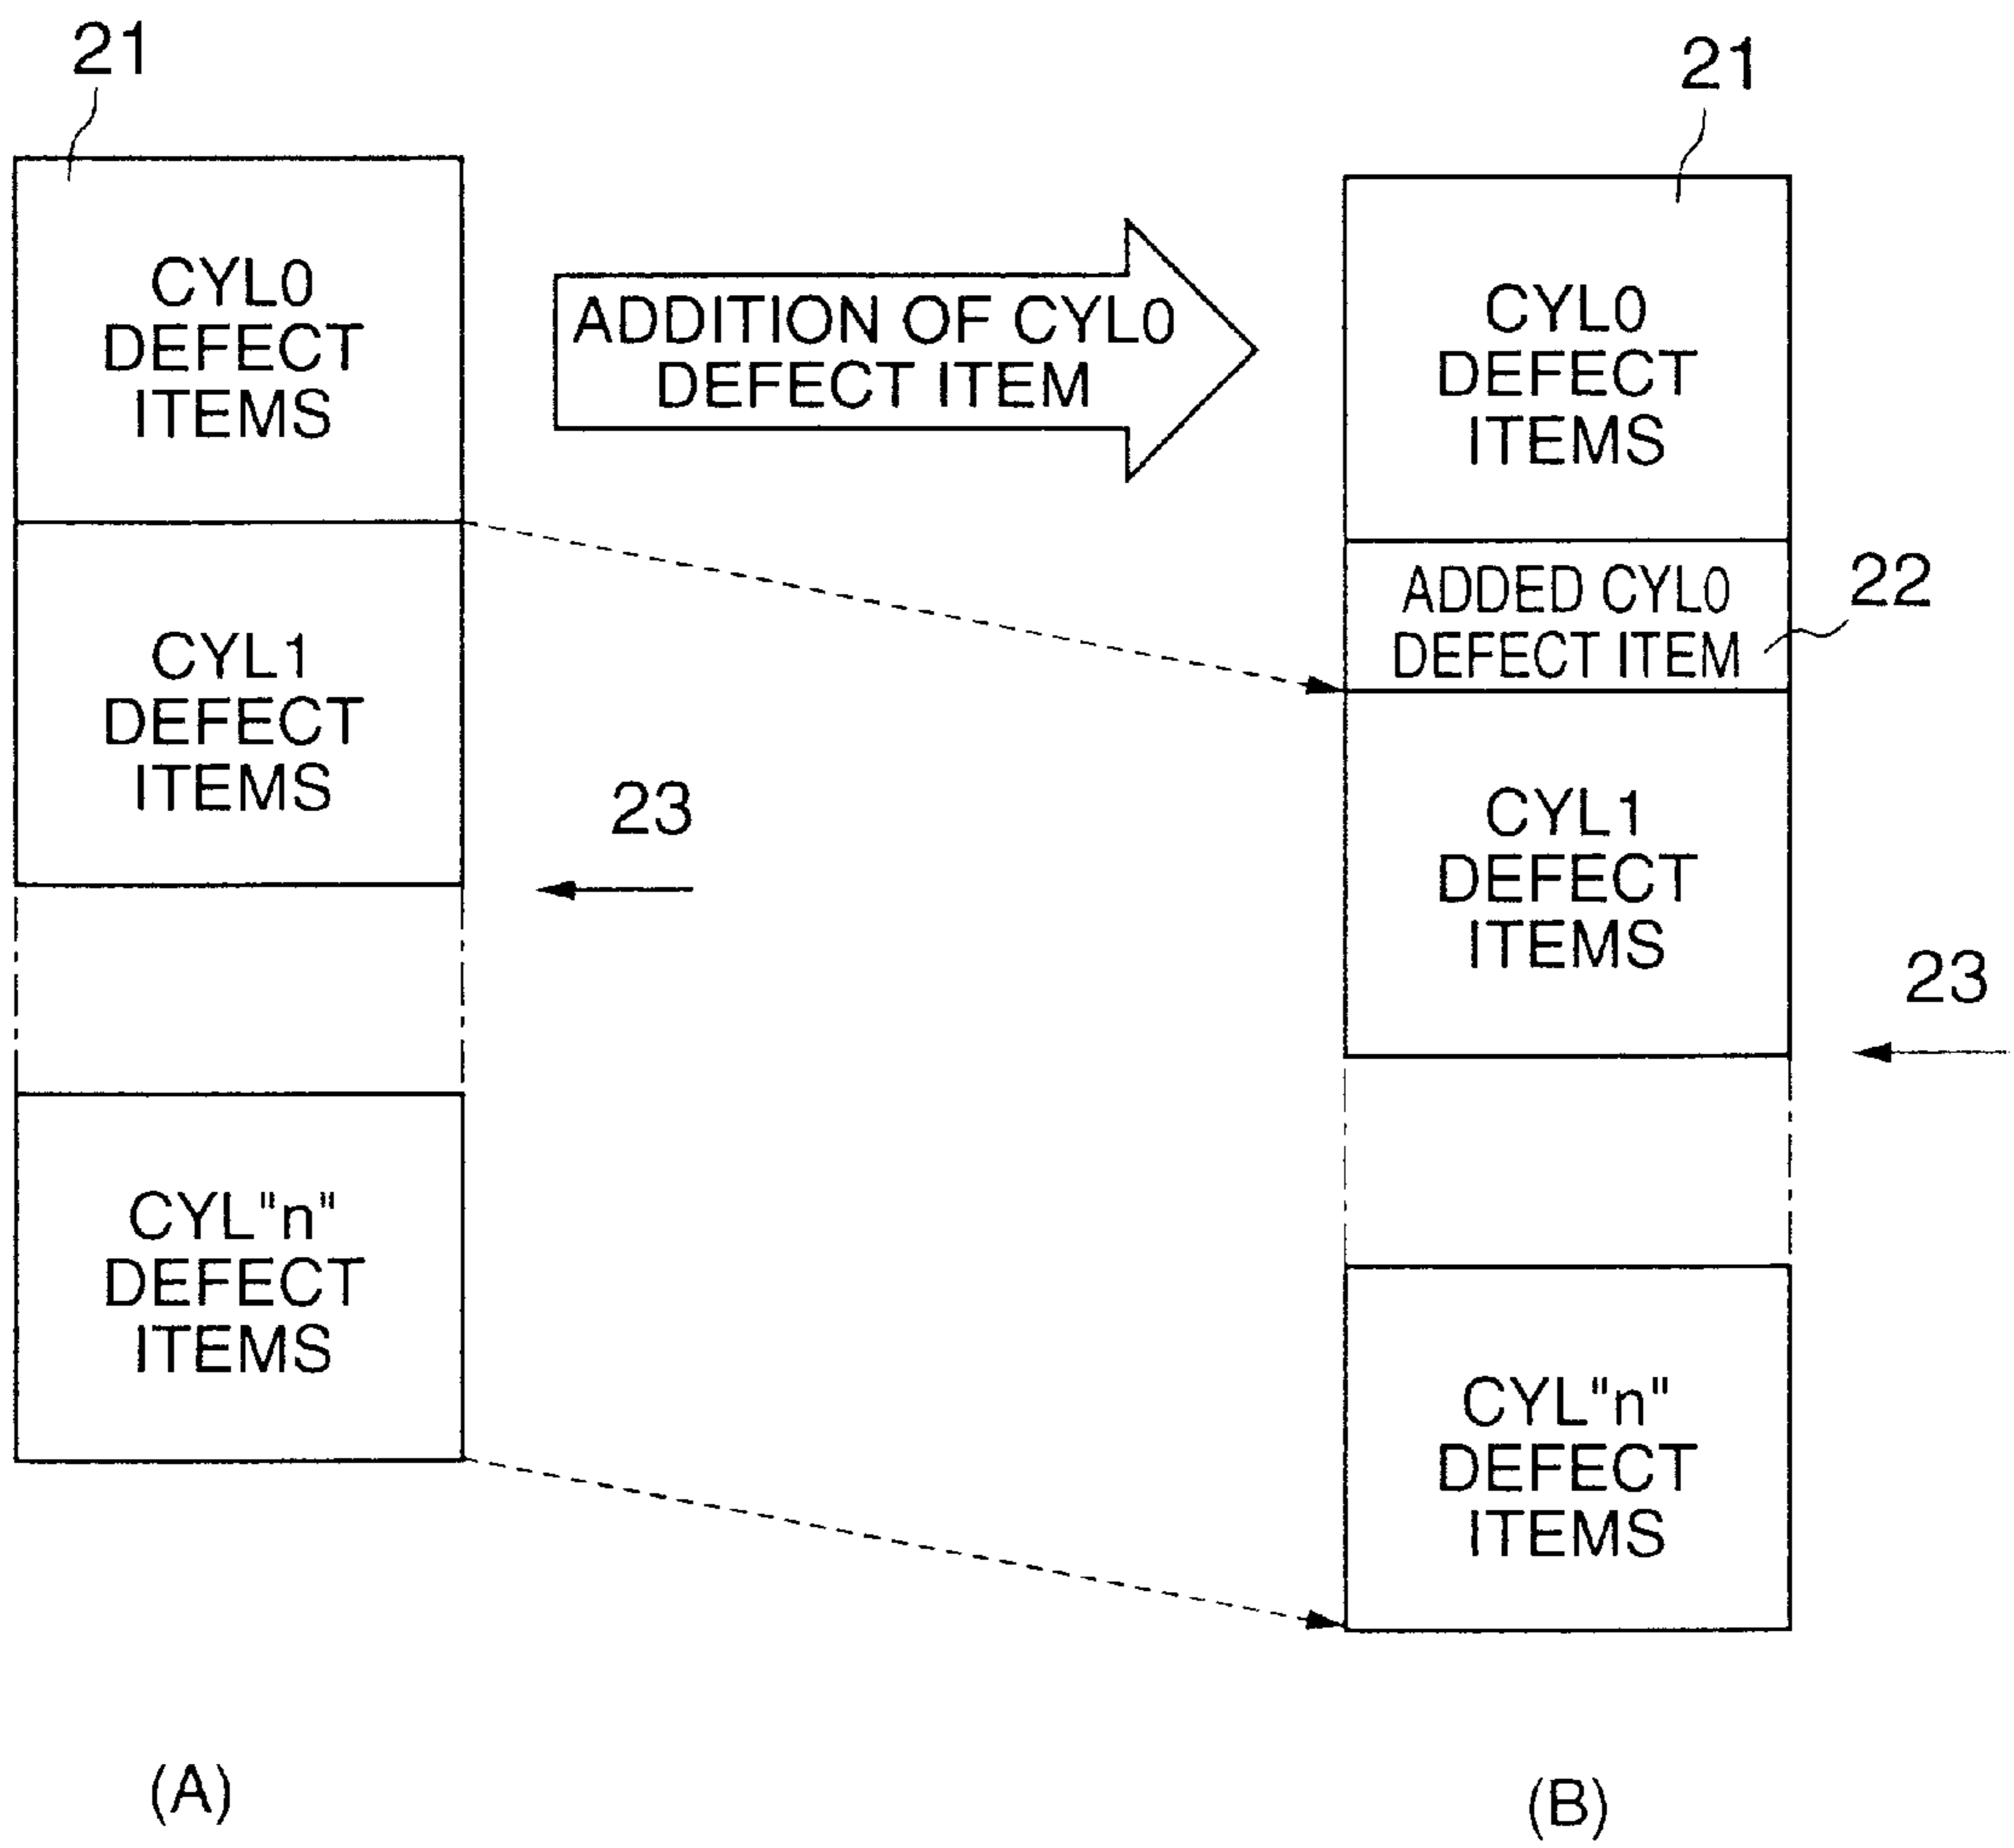 21
CYL0
DEFECT
ITEMS
CYL1
DEFECT
ITEMS
23
CYL"n"
DEFECT
ITEMS
(A)
ADDITION OF CYL0
DEFECT ITEM
21
CYL0
DEFECT
ITEMS
ADDED CYL0
DEFECT ITEM
22
CYL1
DEFECT
ITEMS
23
CYL"n"
DEFECT
ITEMS
(B)